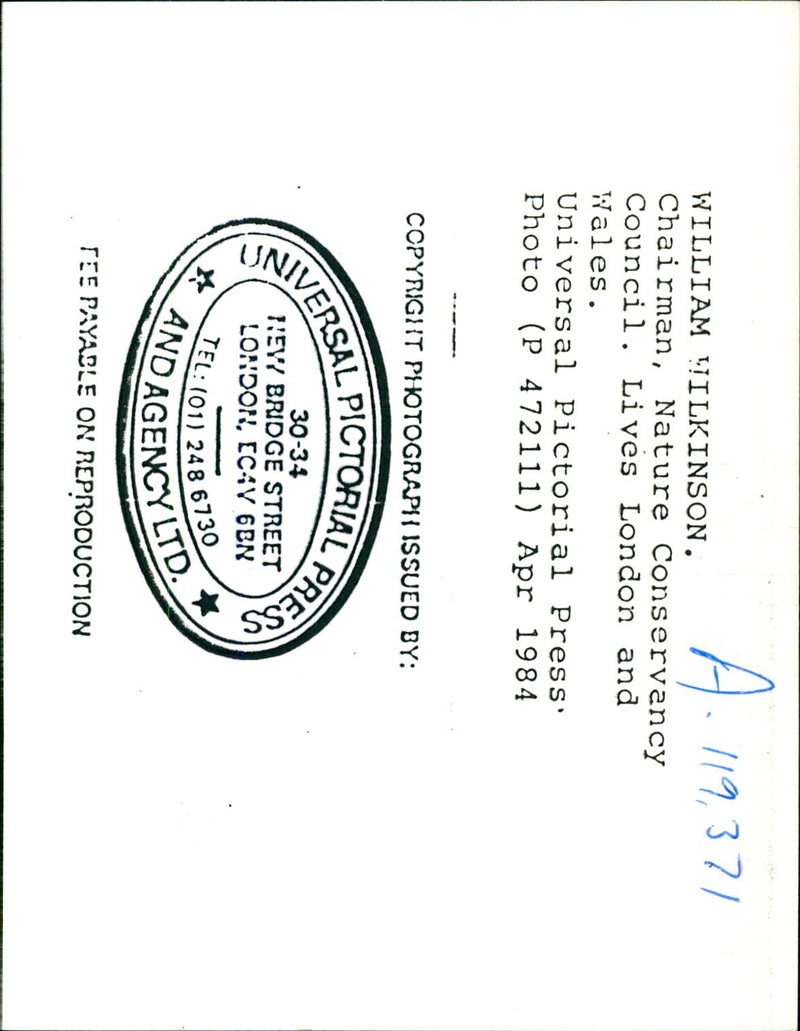 A. 119,371
WILLIAM WILKINSON.
Chairman, Nature Conservancy
Council. Lives London and
Wales.
Universal Pictorial Press'
Photo (P 472111) Apr 1984
COPYRIGHT PHOTOGRAPH ISSUED BY:
UNIVERSAL PICTORIAL PRESS
30-34
NEW BRIDGE STREET
LONDON, EC4V 6BN
TEL: (01) 248 6730
★ AND AGENCY LTD. ★
FEE PAYABLE ON REPRODUCTION